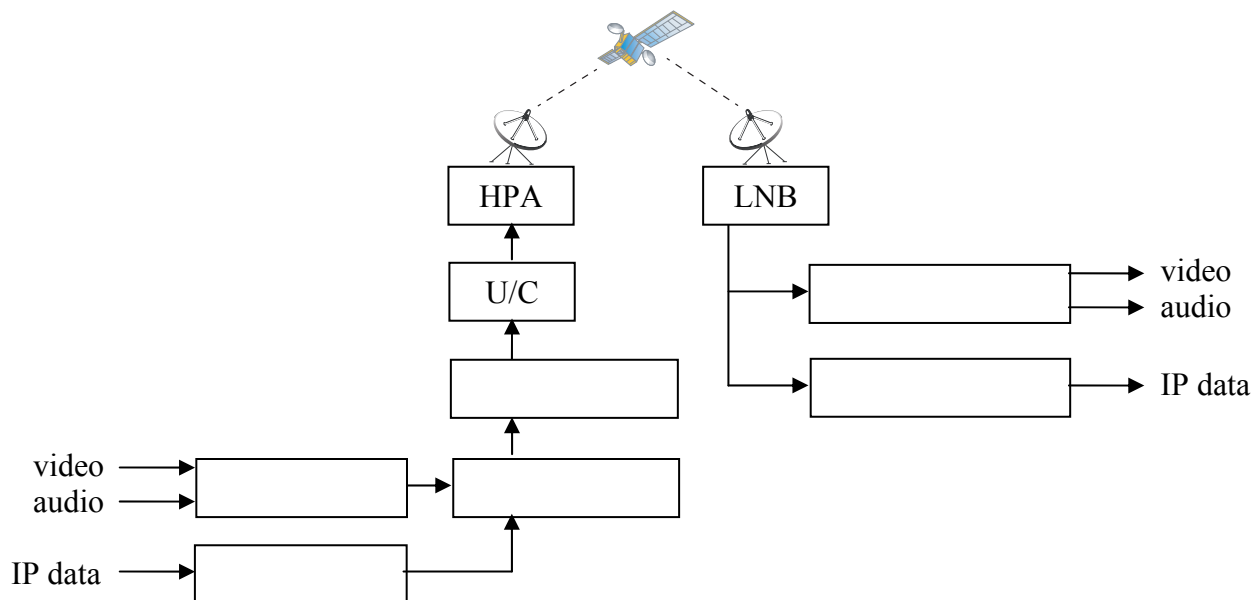 HPA
LNB
U/C
video
audio
IP data
video
audio
IP data